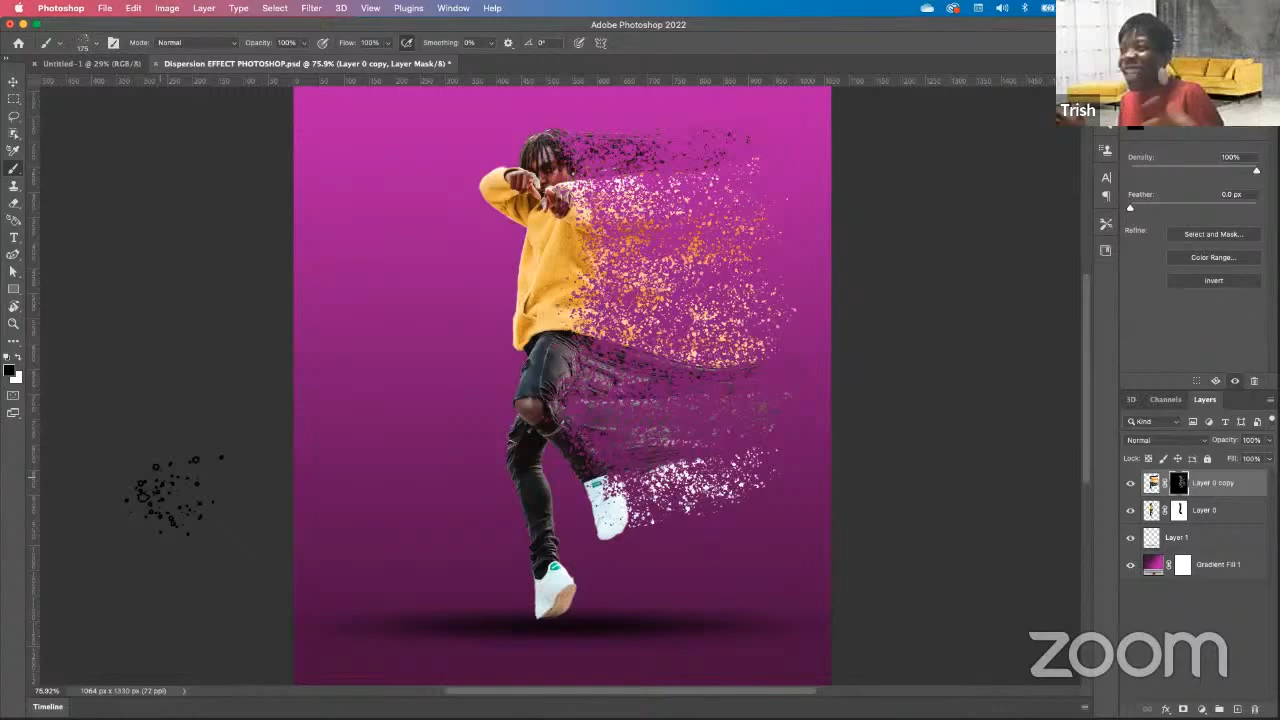 Photoshop File Edit Image Layer Type Select Filter 3D View Plugins Window Help
Adobe Photoshop 2022
175 Mode: Normal Opacity: 100% Flow: 100% Smoothing: 0% 0°
Untitled-1 @ 29% (RGB/8) Dispersion EFFECT PHOTOSHOP.psd @ 75.9% (Layer 0 copy, Layer Mask/8) *
Trish
Density: 100%
Feather: 0.0 px
Refine: Select and Mask...
Color Range...
Invert
3D Channels Layers
Kind
Normal Opacity: 100%
Lock: Fill: 100%
Layer 0 copy
Layer 0
Layer 1
Gradient Fill 1
zoom
75.92% 1064 px x 1330 px (72 ppi)
Timeline